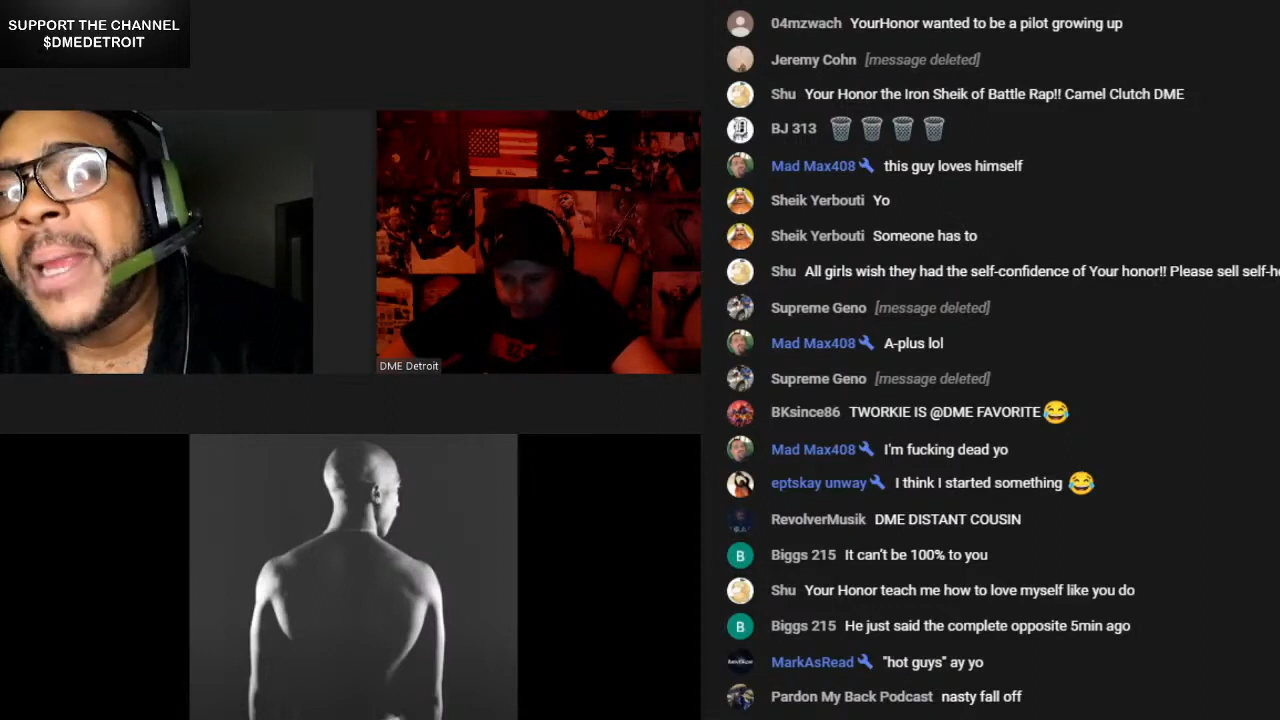 SUPPORT THE CHANNEL
$DMEDETROIT
DME Detroit
04mzwach YourHonor wanted to be a pilot growing up
Jeremy Cohn [message deleted]
Shu Your Honor the Iron Sheik of Battle Rap!! Camel Clutch DME
BJ 313 🗑️ 🗑️ 🗑️ 🗑️
Mad Max408 🔧 this guy loves himself
Sheik Yerbouti Yo
Sheik Yerbouti Someone has to
Shu All girls wish they had the self-confidence of Your honor!! Please sell self-
Supreme Geno [message deleted]
Mad Max408 🔧 A-plus lol
Supreme Geno [message deleted]
BKsince86 TWORKIE IS @DME FAVORITE 😂
Mad Max408 🔧 I'm fucking dead yo
eptskay unway 🔧 I think I started something 😂
RevolverMusik DME DISTANT COUSIN
B Biggs 215 It can't be 100% to you
Shu Your Honor teach me how to love myself like you do
B Biggs 215 He just said the complete opposite 5min ago
MarkAsRead 🔧 "hot guys" ay yo
Pardon My Back Podcast nasty fall off